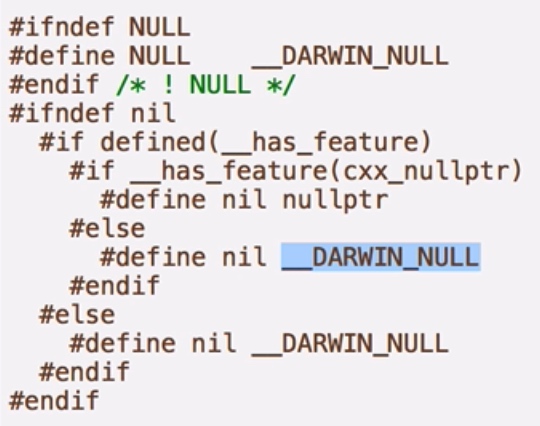 #ifndef NULL
#define NULL    __DARWIN_NULL
#endif /* ! NULL */
#ifndef nil
  #if defined(__has_feature)
    #if __has_feature(cxx_nullptr)
      #define nil nullptr
    #else
      #define nil __DARWIN_NULL
    #endif
  #else
    #define nil __DARWIN_NULL
  #endif
#endif